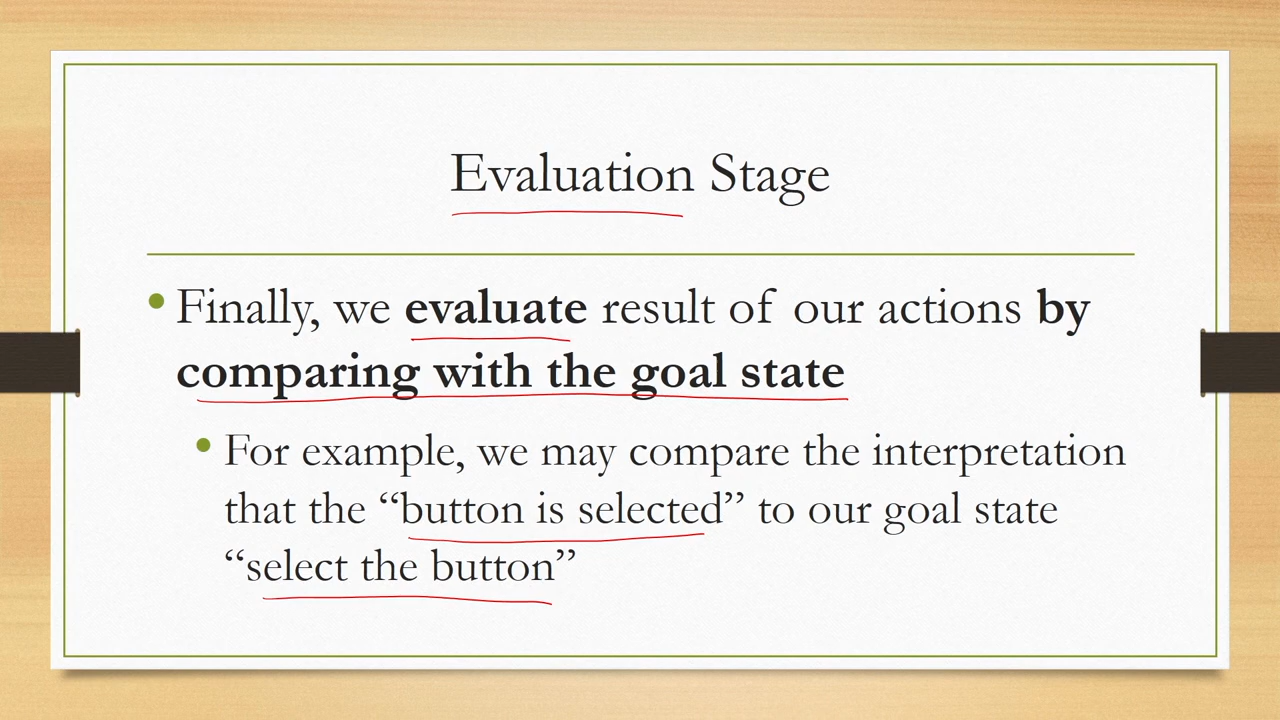 Evaluation Stage
• Finally, we evaluate result of our actions by
comparing with the goal state
• For example, we may compare the interpretation
that the “button is selected” to our goal state
“select the button”